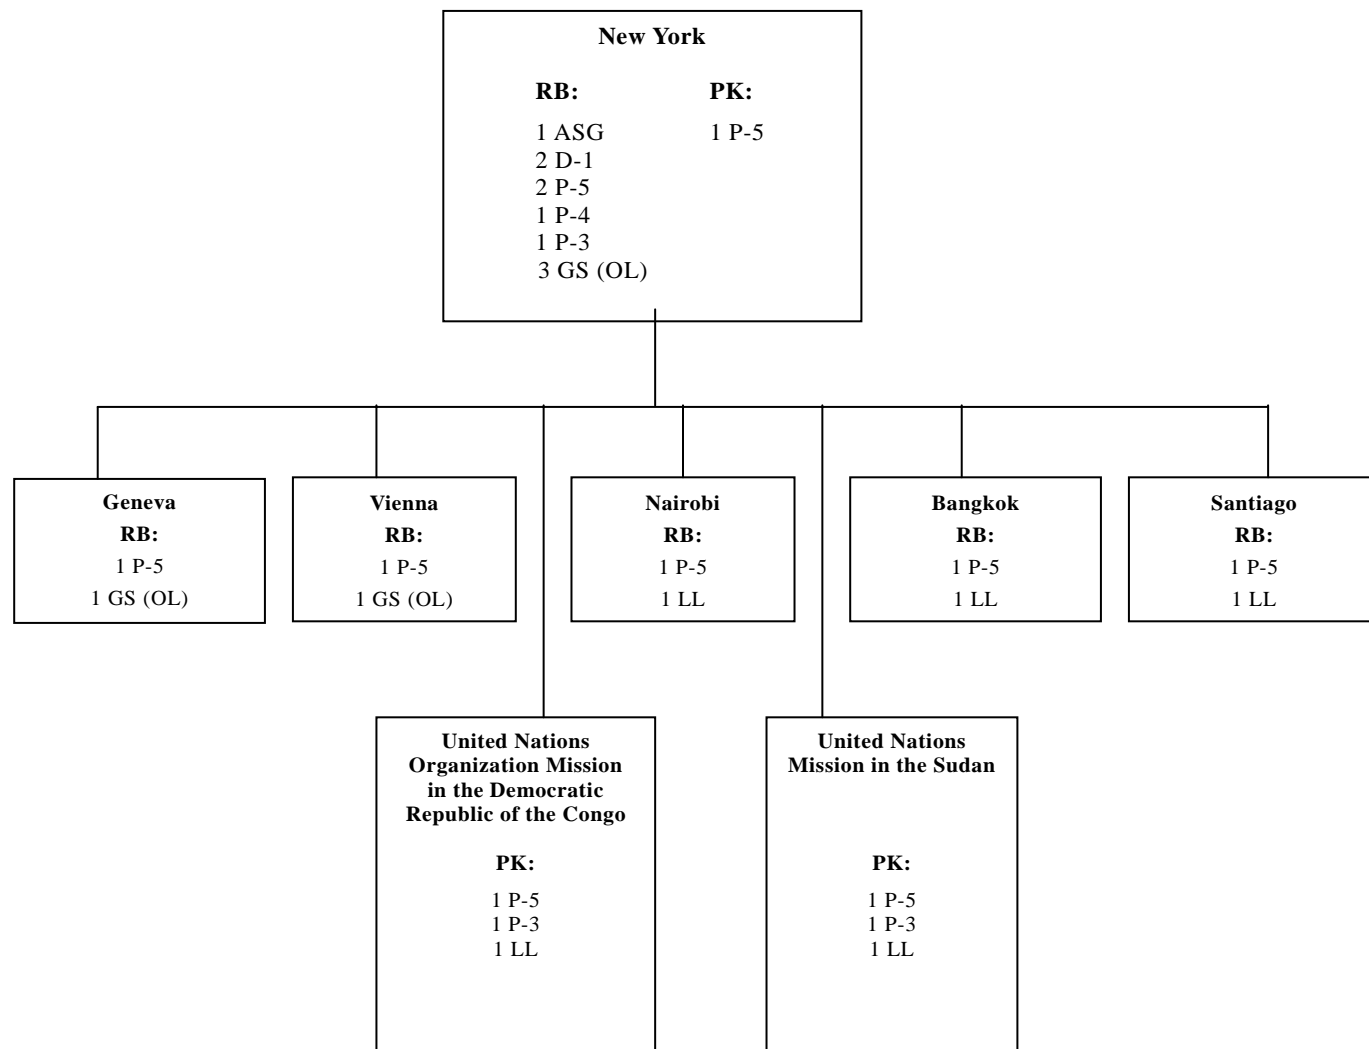 New York
RB: PK:
1 ASG 1 P-5
2 D-1
2 P-5
1 P-4
1 P-3
3 GS (OL)
Geneva
RB:
1 P-5
1 GS (OL)
Vienna
RB:
1 P-5
1 GS (OL)
Nairobi
RB:
1 P-5
1 LL
Bangkok
RB:
1 P-5
1 LL
Santiago
RB:
1 P-5
1 LL
United Nations
Organization Mission
in the Democratic
Republic of the Congo
PK:
1 P-5
1 P-3
1 LL
United Nations
Mission in the Sudan
PK:
1 P-5
1 P-3
1 LL